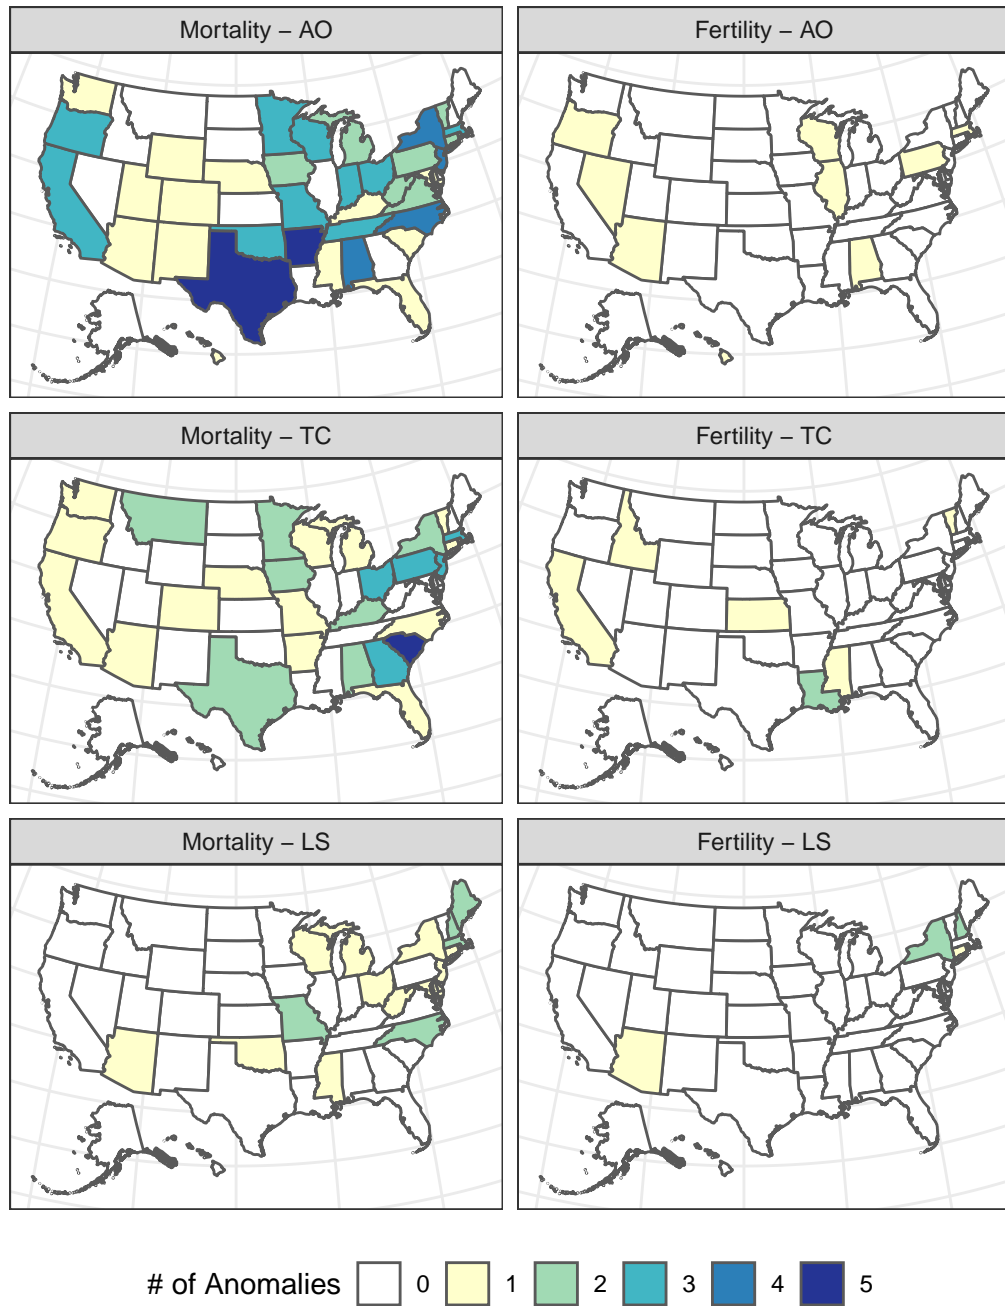 Mortality – AO
Fertility – AO
Mortality – TC
Fertility – TC
Mortality – LS
Fertility – LS
# of Anomalies 0 1 2 3 4 5